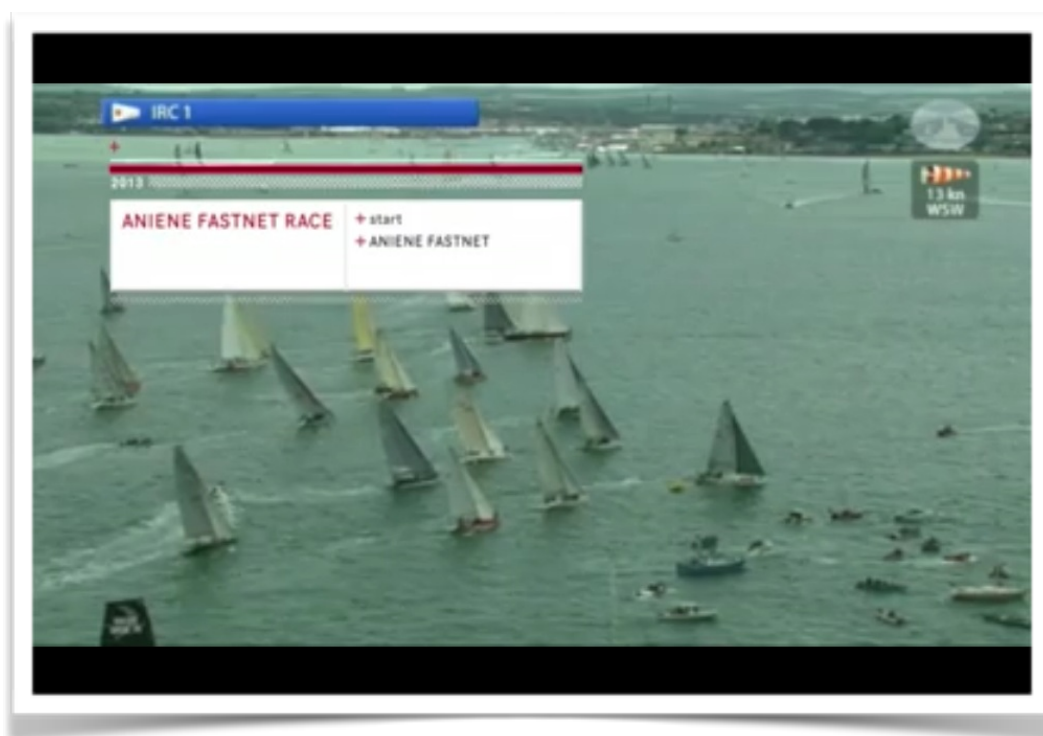 IRC 1
13 kn
WSW
2013
ANIENE FASTNET RACE
+ start
+ ANIENE FASTNET